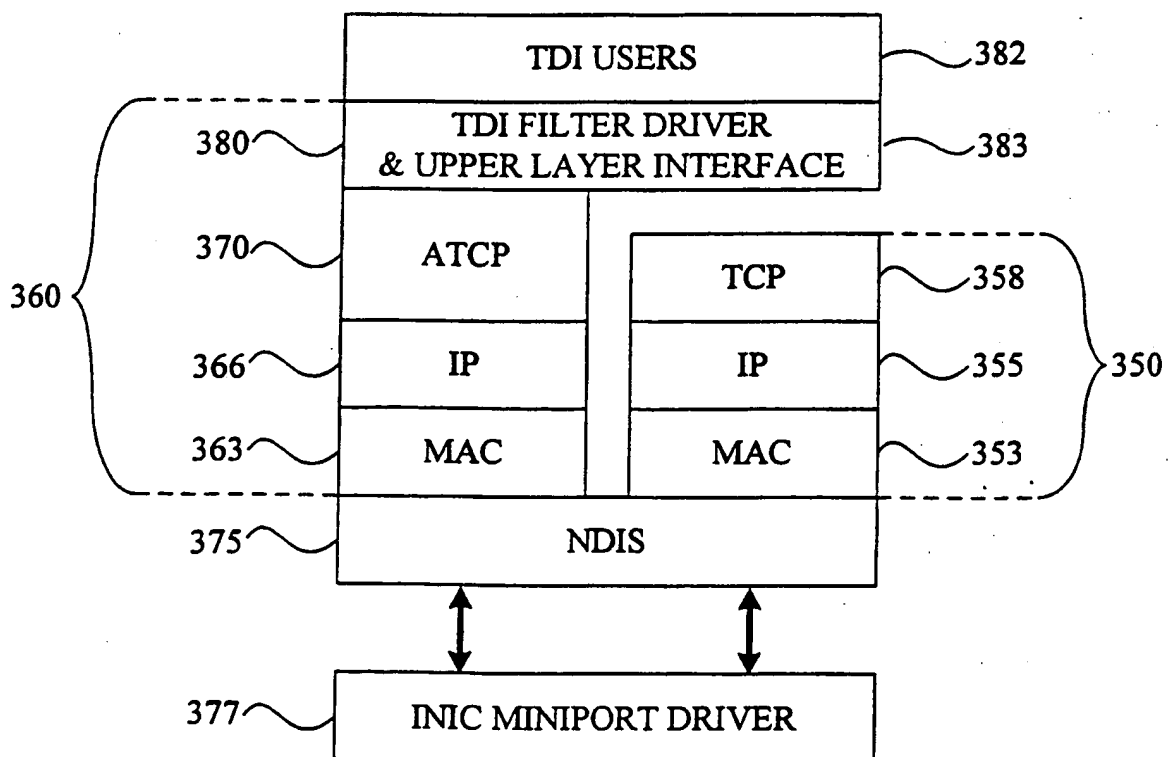 TDI USERS
382
380
TDI FILTER DRIVER
& UPPER LAYER INTERFACE
383
370
ATCP
TCP
358
360
366
IP
IP
355
350
363
MAC
MAC
353
375
NDIS
377
INIC MINIPORT DRIVER